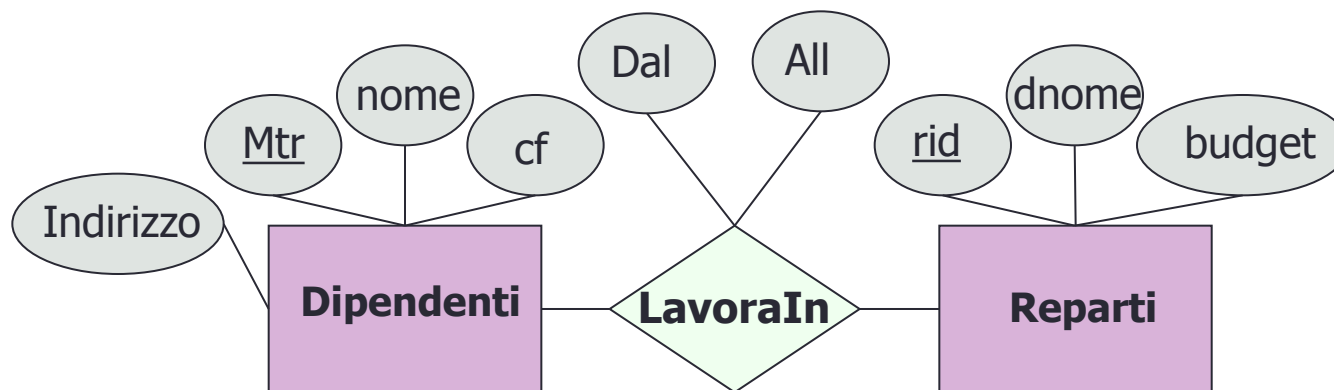 Dal
All
nome
dnome
Mtr
cf
rid
budget
Indirizzo
Dipendenti
LavoraIn
Reparti